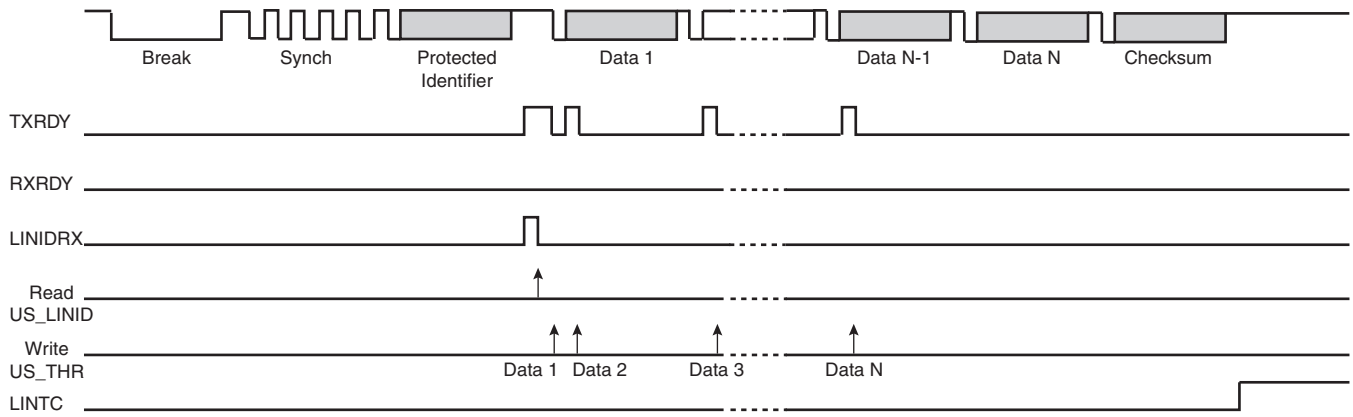 Break Synch Protected Identifier Data 1 Data N-1 Data N Checksum
TXRDY
RXRDY
LINIDRX
Read
US_LINID
Write
US_THR
Data 1 Data 2 Data 3 Data N
LINTC